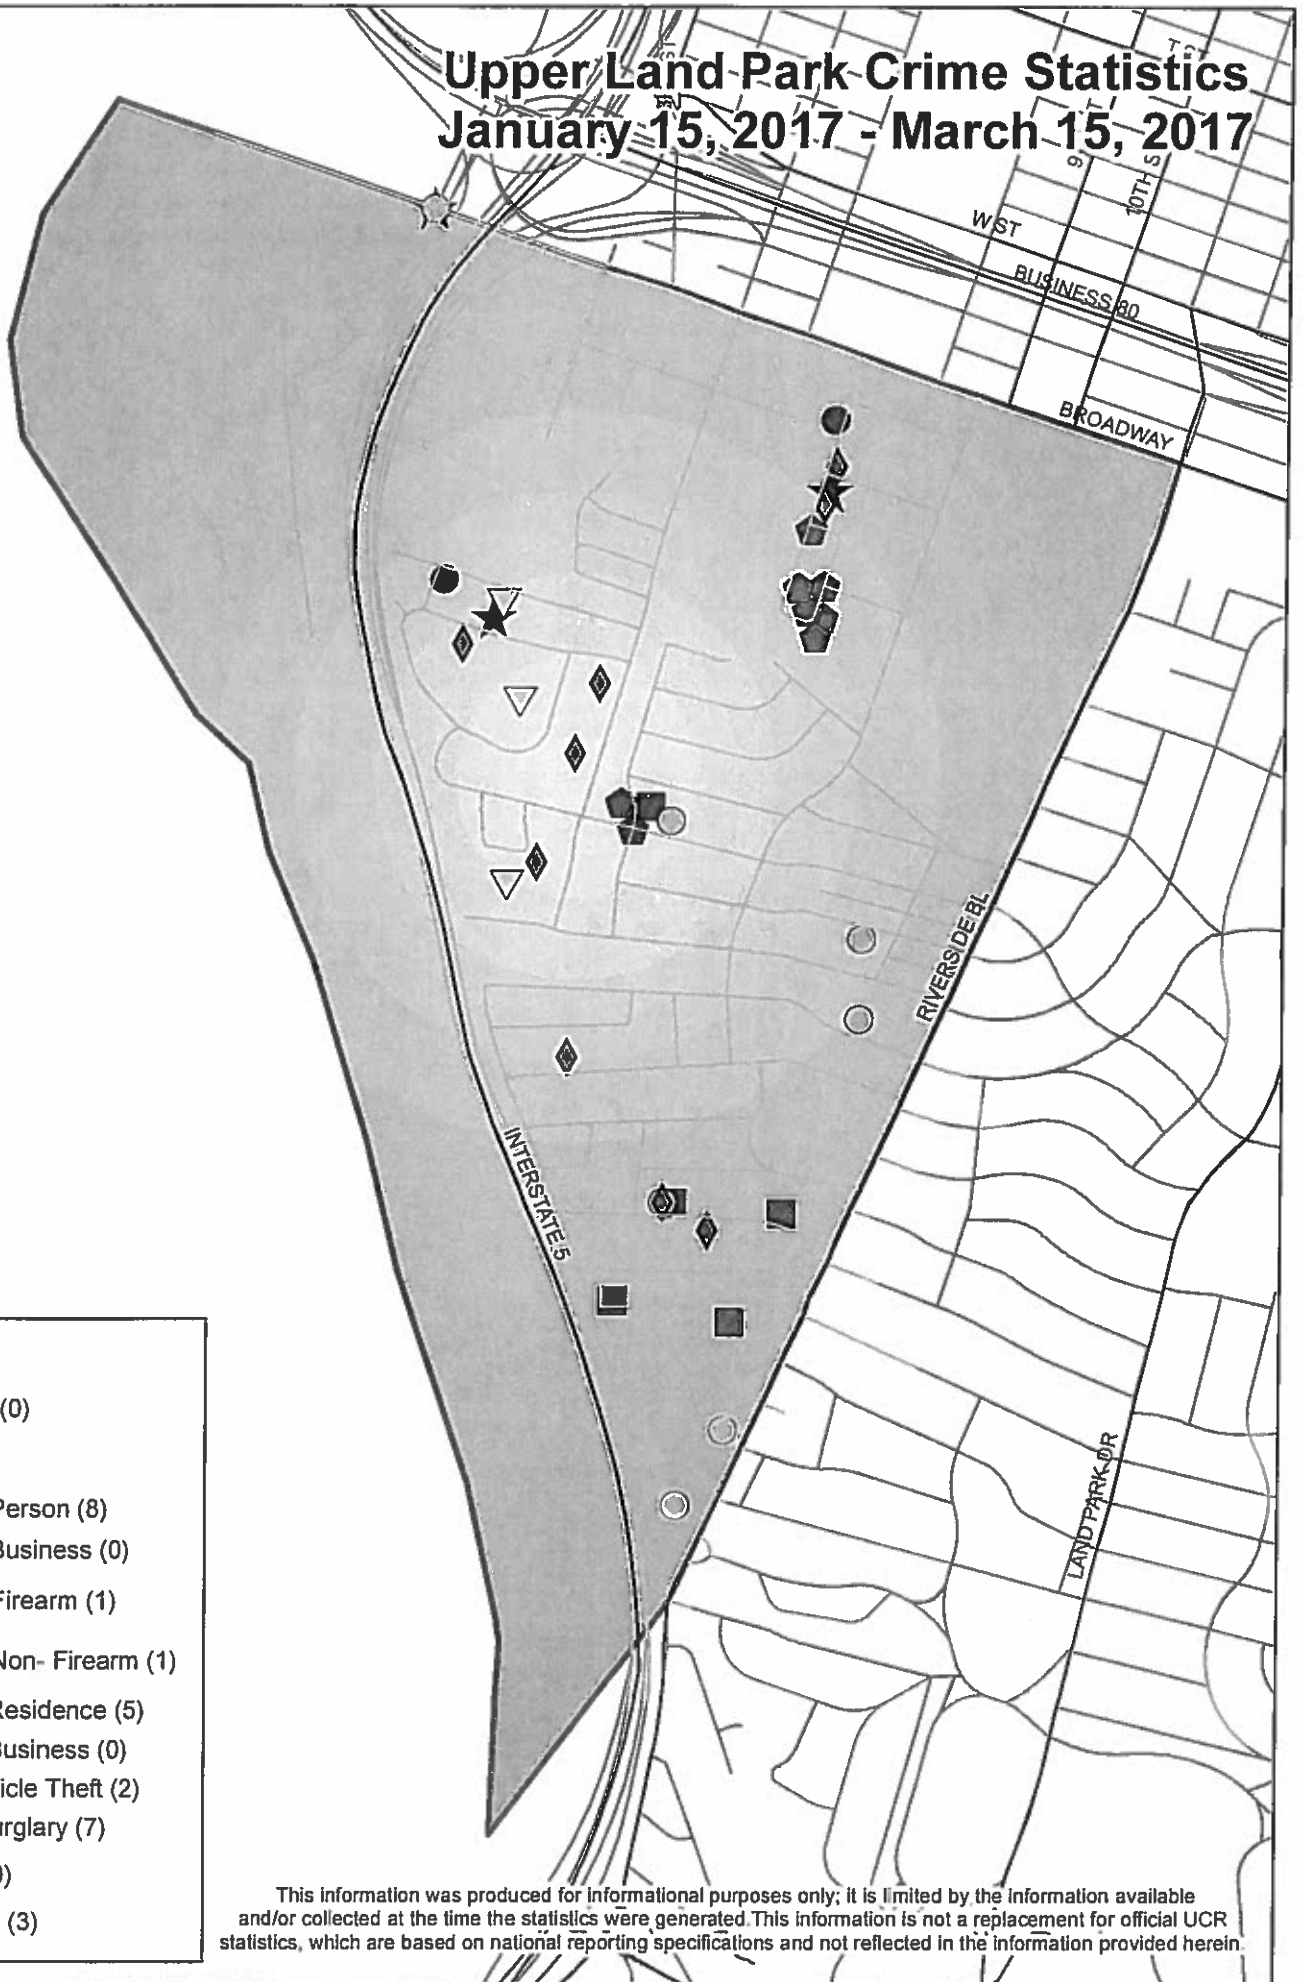 Upper Land Park Crime Statistics
January 15, 2017 - March 15, 2017
T ST
9
10TH S
W ST
BUSINESS 80
BROADWAY
RIVERSIDE BL
INTERSTATE 5
LAND PARK DR
(0)
Person (8)
Business (0)
Firearm (1)
Non- Firearm (1)
Residence (5)
Business (0)
icle Theft (2)
urglary (7)
)
(3)
This information was produced for informational purposes only; it is limited by the information available
and/or collected at the time the statistics were generated.This information is not a replacement for official UCR
statistics, which are based on national reporting specifications and not reflected in the information provided herein.